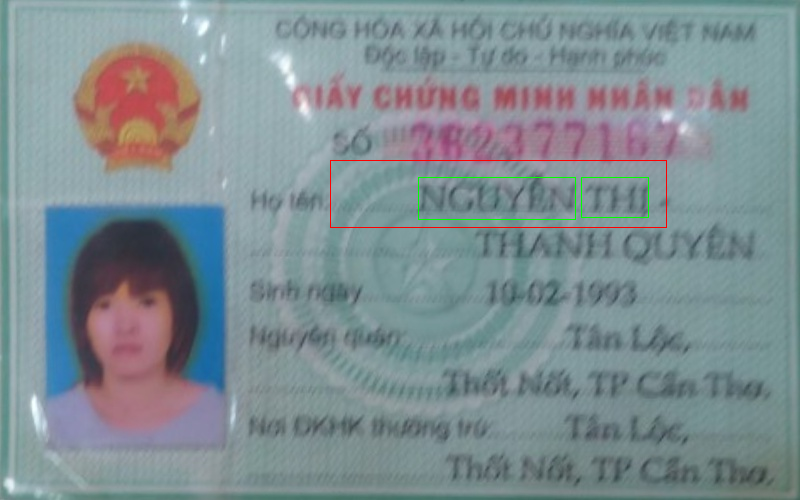 CỘNG HÒA XÃ HỘI CHỦ NGHĨA VIỆT NAM
Độc lập - Tự do - Hạnh phúc
GIẤY CHỨNG MINH NHÂN DÂN
SỐ 362377167
Họ tên: NGUYỄN THỊ
THANH QUYÊN
Sinh ngày 10-02-1993
Nguyên quán: Tân Lộc,
Thốt Nốt, TP Cần Thơ.
Nơi ĐKHK thường trú: Tân Lộc,
Thốt Nốt, TP Cần Thơ.